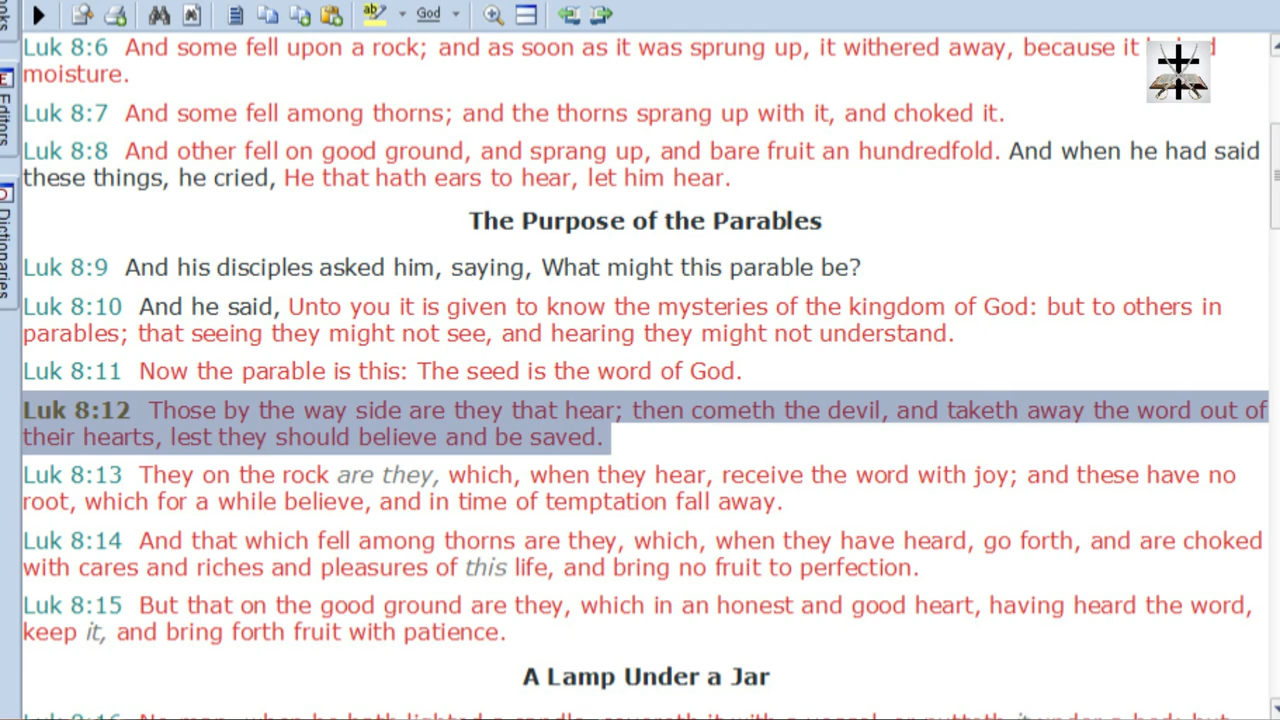 God
Luk 8:6 And some fell upon a rock; and as soon as it was sprung up, it withered away, because it
moisture.
Luk 8:7 And some fell among thorns; and the thorns sprang up with it, and choked it.
Luk 8:8 And other fell on good ground, and sprang up, and bare fruit an hundredfold. And when he had said
these things, he cried, He that hath ears to hear, let him hear.
The Purpose of the Parables
Luk 8:9 And his disciples asked him, saying, What might this parable be?
Luk 8:10 And he said, Unto you it is given to know the mysteries of the kingdom of God: but to others in
parables; that seeing they might not see, and hearing they might not understand.
Luk 8:11 Now the parable is this: The seed is the word of God.
Luk 8:12 Those by the way side are they that hear; then cometh the devil, and taketh away the word out of
their hearts, lest they should believe and be saved.
Luk 8:13 They on the rock are they, which, when they hear, receive the word with joy; and these have no
root, which for a while believe, and in time of temptation fall away.
Luk 8:14 And that which fell among thorns are they, which, when they have heard, go forth, and are choked
with cares and riches and pleasures of this life, and bring no fruit to perfection.
Luk 8:15 But that on the good ground are they, which in an honest and good heart, having heard the word,
keep it, and bring forth fruit with patience.
A Lamp Under a Jar
Editors
Dictionaries